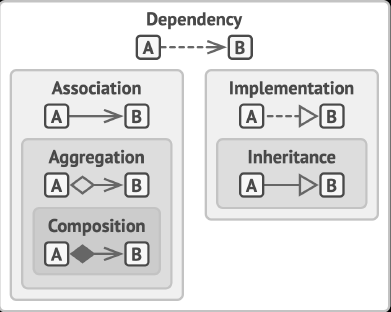 Dependency
A B
Association
A B
Aggregation
A B
Composition
A B
Implementation
A B
Inheritance
A B